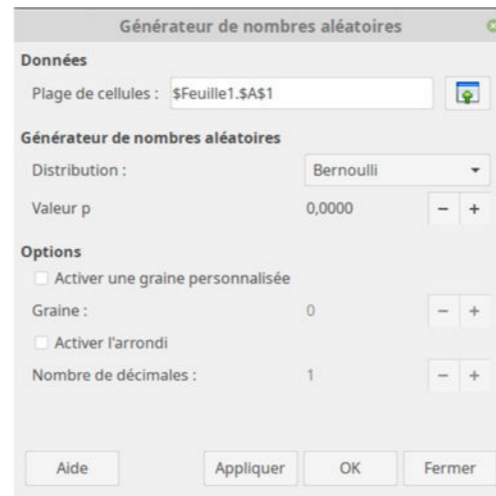 Générateur de nombres aléatoires
Données
Plage de cellules : $Feuille1.$A$1
Générateur de nombres aléatoires
Distribution : Bernoulli
Valeur p 0,0000 − +
Options
Activer une graine personnalisée
Graine : 0 − +
Activer l'arrondi
Nombre de décimales : 1 − +
Aide Appliquer OK Fermer